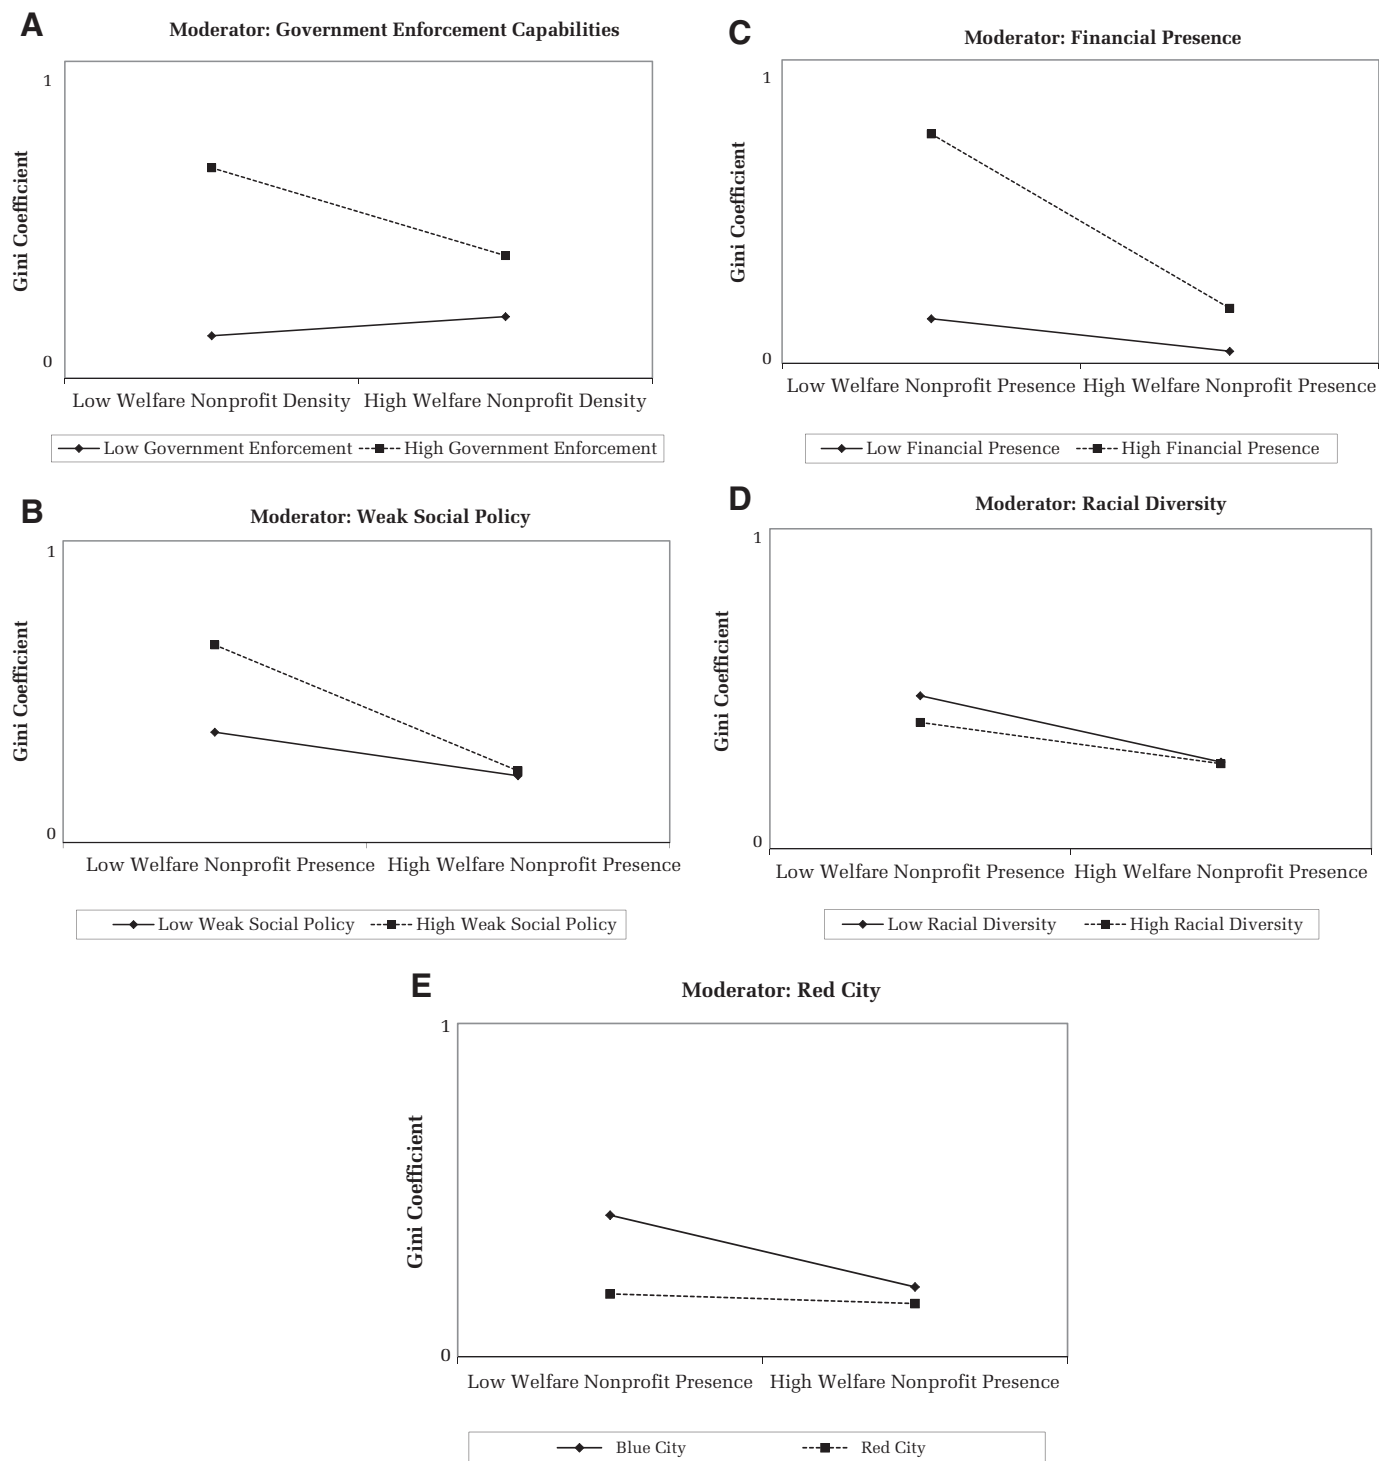 A
Moderator: Government Enforcement Capabilities
1
Gini Coefficient
0
Low Welfare Nonprofit Density High Welfare Nonprofit Density
Low Government Enforcement High Government Enforcement
B
Moderator: Weak Social Policy
1
Gini Coefficient
0
Low Welfare Nonprofit Presence High Welfare Nonprofit Presence
Low Weak Social Policy High Weak Social Policy
C
Moderator: Financial Presence
1
Gini Coefficient
0
Low Welfare Nonprofit Presence High Welfare Nonprofit Presence
Low Financial Presence High Financial Presence
D
Moderator: Racial Diversity
1
Gini Coefficient
0
Low Welfare Nonprofit Presence High Welfare Nonprofit Presence
Low Racial Diversity High Racial Diversity
E
Moderator: Red City
1
Gini Coefficient
0
Low Welfare Nonprofit Presence High Welfare Nonprofit Presence
Blue City Red City